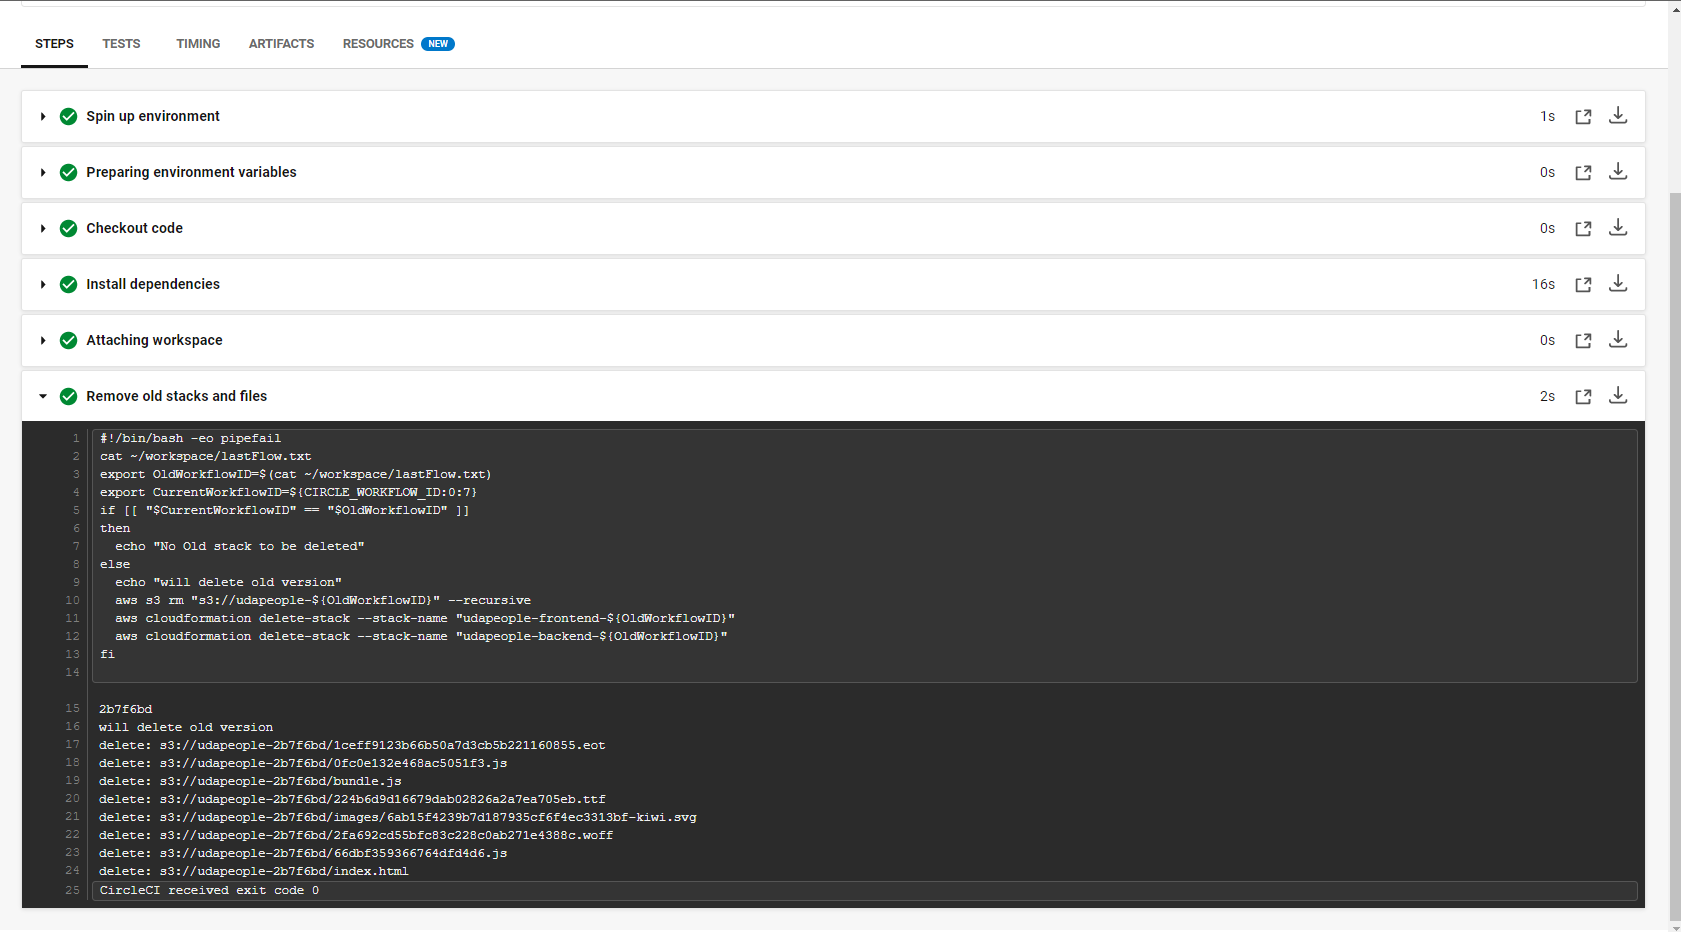 STEPS TESTS TIMING ARTIFACTS RESOURCES NEW
Spin up environment 1s
Preparing environment variables 0s
Checkout code 0s
Install dependencies 16s
Attaching workspace 0s
Remove old stacks and files 2s
1 #!/bin/bash -eo pipefail
2 cat ~/workspace/lastFlow.txt
3 export OldWorkflowID=$(cat ~/workspace/lastFlow.txt)
4 export CurrentWorkflowID=${CIRCLE_WORKFLOW_ID:0:7}
5 if [[ "$CurrentWorkflowID" == "$OldWorkflowID" ]]
6 then
7 echo "No Old stack to be deleted"
8 else
9 echo "will delete old version"
10 aws s3 rm "s3://udapeople-${OldWorkflowID}" --recursive
11 aws cloudformation delete-stack --stack-name "udapeople-frontend-${OldWorkflowID}"
12 aws cloudformation delete-stack --stack-name "udapeople-backend-${OldWorkflowID}"
13 fi
14
15 2b7f6bd
16 will delete old version
17 delete: s3://udapeople-2b7f6bd/1ceff9123b66b50a7d3cb5b221160855.eot
18 delete: s3://udapeople-2b7f6bd/0fc0e132e468ac5051f3.js
19 delete: s3://udapeople-2b7f6bd/bundle.js
20 delete: s3://udapeople-2b7f6bd/224b6d9d16679dab02826a2a7ea705eb.ttf
21 delete: s3://udapeople-2b7f6bd/images/6ab15f4239b7d187935cf6f4ec3313bf-kiwi.svg
22 delete: s3://udapeople-2b7f6bd/2fa692cd55bfc83c228c0ab271e4388c.woff
23 delete: s3://udapeople-2b7f6bd/66dbf359366764dfd4d6.js
24 delete: s3://udapeople-2b7f6bd/index.html
25 CircleCI received exit code 0